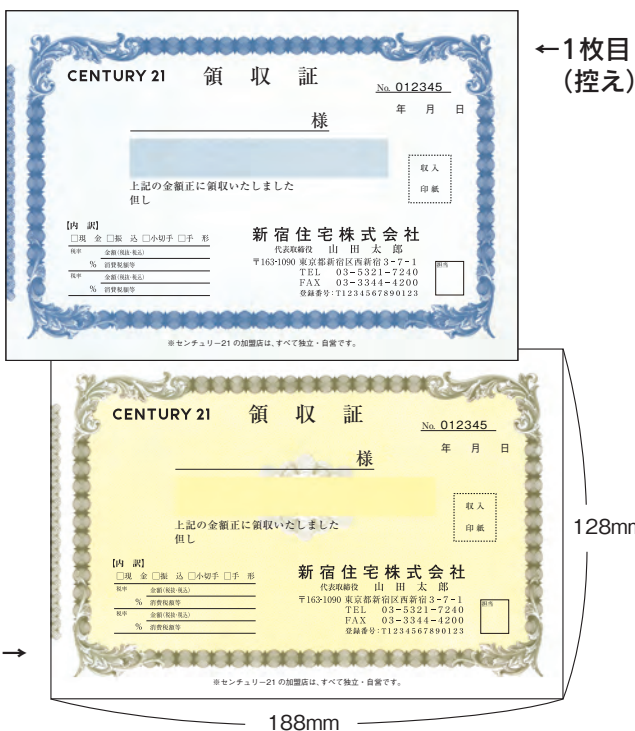 ←1枚目
（控え）
CENTURY 21 領収証
No. 012345
年 月 日
様
収入
印紙
上記の金額正に領収いたしました
但し
【内 訳】
□現 金 □振 込 □小切手 □手 形
税率 金額(税抜・税込)
% 消費税額等
税率 金額(税抜・税込)
% 消費税額等
新宿住宅株式会社
代表取締役 山田太郎
〒163-1090 東京都新宿区西新宿3-7-1
TEL 03-5321-7240
FAX 03-3344-4200
登録番号:T1234567890123
担当
※センチュリー21の加盟店は、すべて独立・自営です。
CENTURY 21 領収証
No. 012345
年 月 日
様
収入
印紙
上記の金額正に領収いたしました
但し
【内 訳】
□現 金 □振 込 □小切手 □手 形
税率 金額(税抜・税込)
% 消費税額等
税率 金額(税抜・税込)
% 消費税額等
新宿住宅株式会社
代表取締役 山田太郎
〒163-1090 東京都新宿区西新宿3-7-1
TEL 03-5321-7240
FAX 03-3344-4200
登録番号:T1234567890123
担当
※センチュリー21の加盟店は、すべて独立・自営です。
128mm
→
188mm